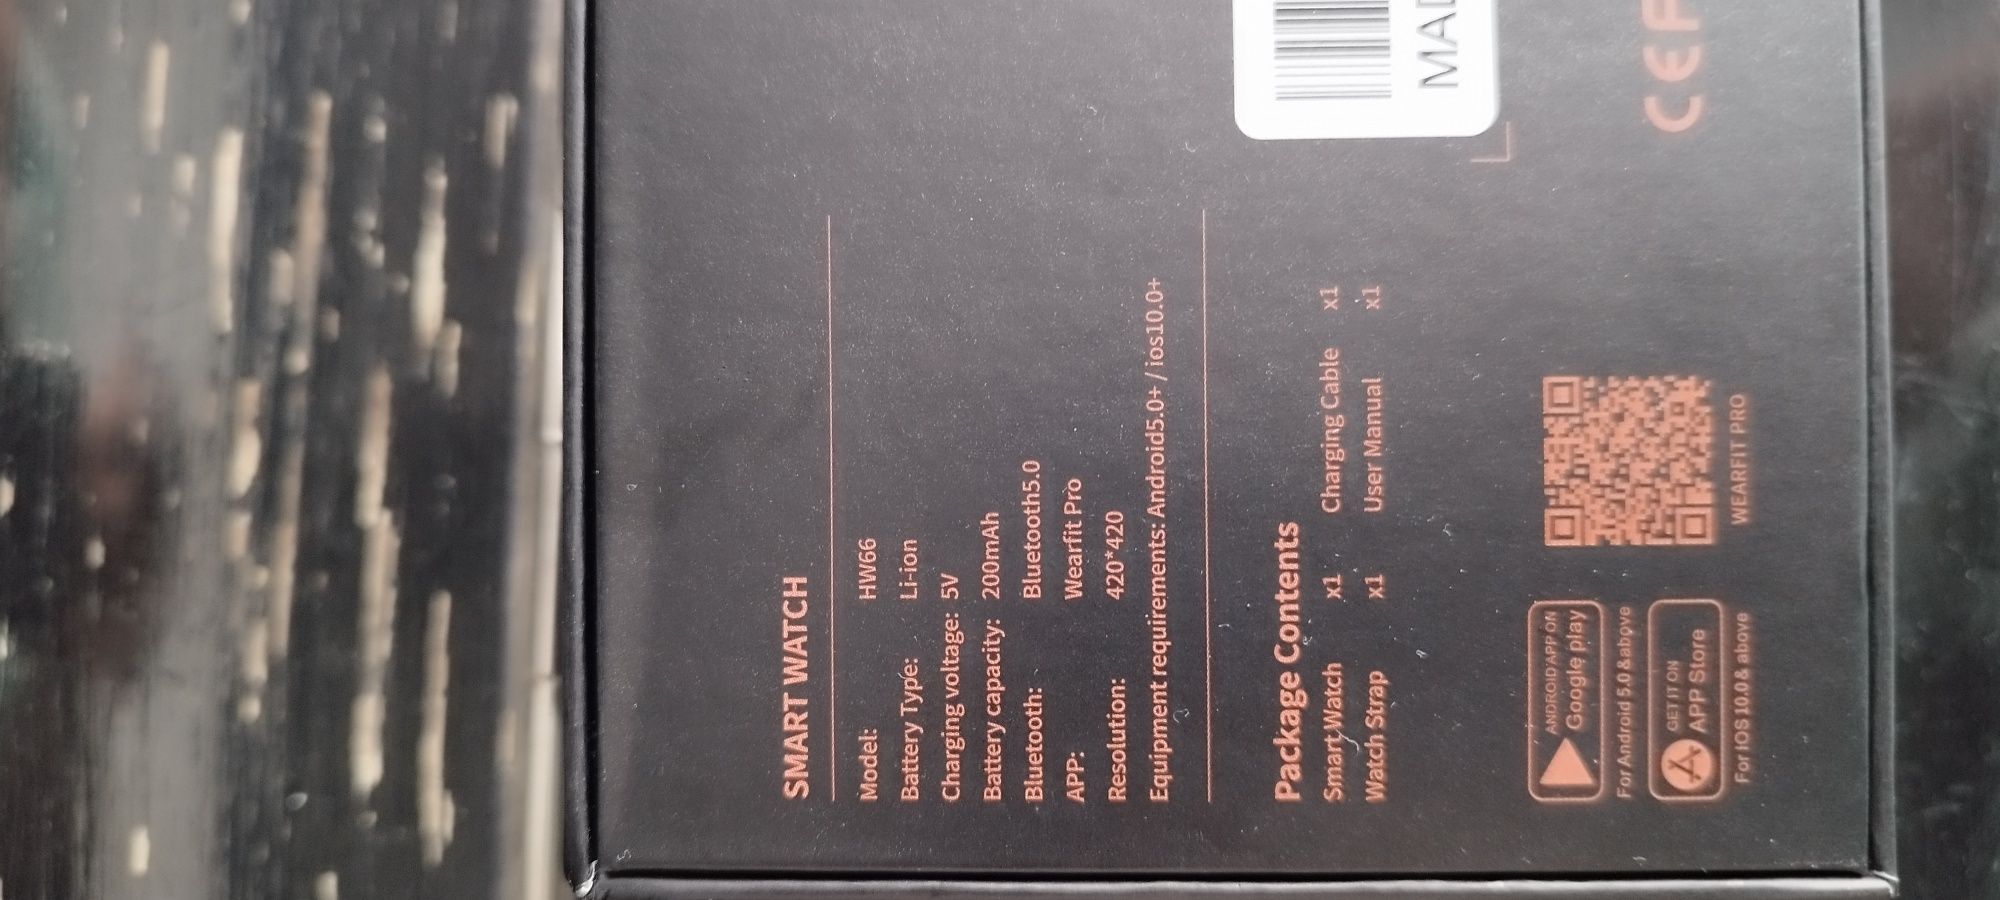 SMART WATCH
Model: HW66
Battery Type: Li-ion
Charging voltage: 5V
Battery capacity: 200mAh
Bluetooth: Bluetooth5.0
APP: Wearfit Pro
Resolution: 420*420
Equipment requirements: Android5.0+ / ios10.0+
Package Contents
Smart Watch x1 Charging Cable x1
Watch Strap x1 User Manual x1
ANDROID APP ON
Google play
For Android 5.0 & above
GET IT ON
APP Store
For IOS 10.0 & above
WEARFIT PRO
CE